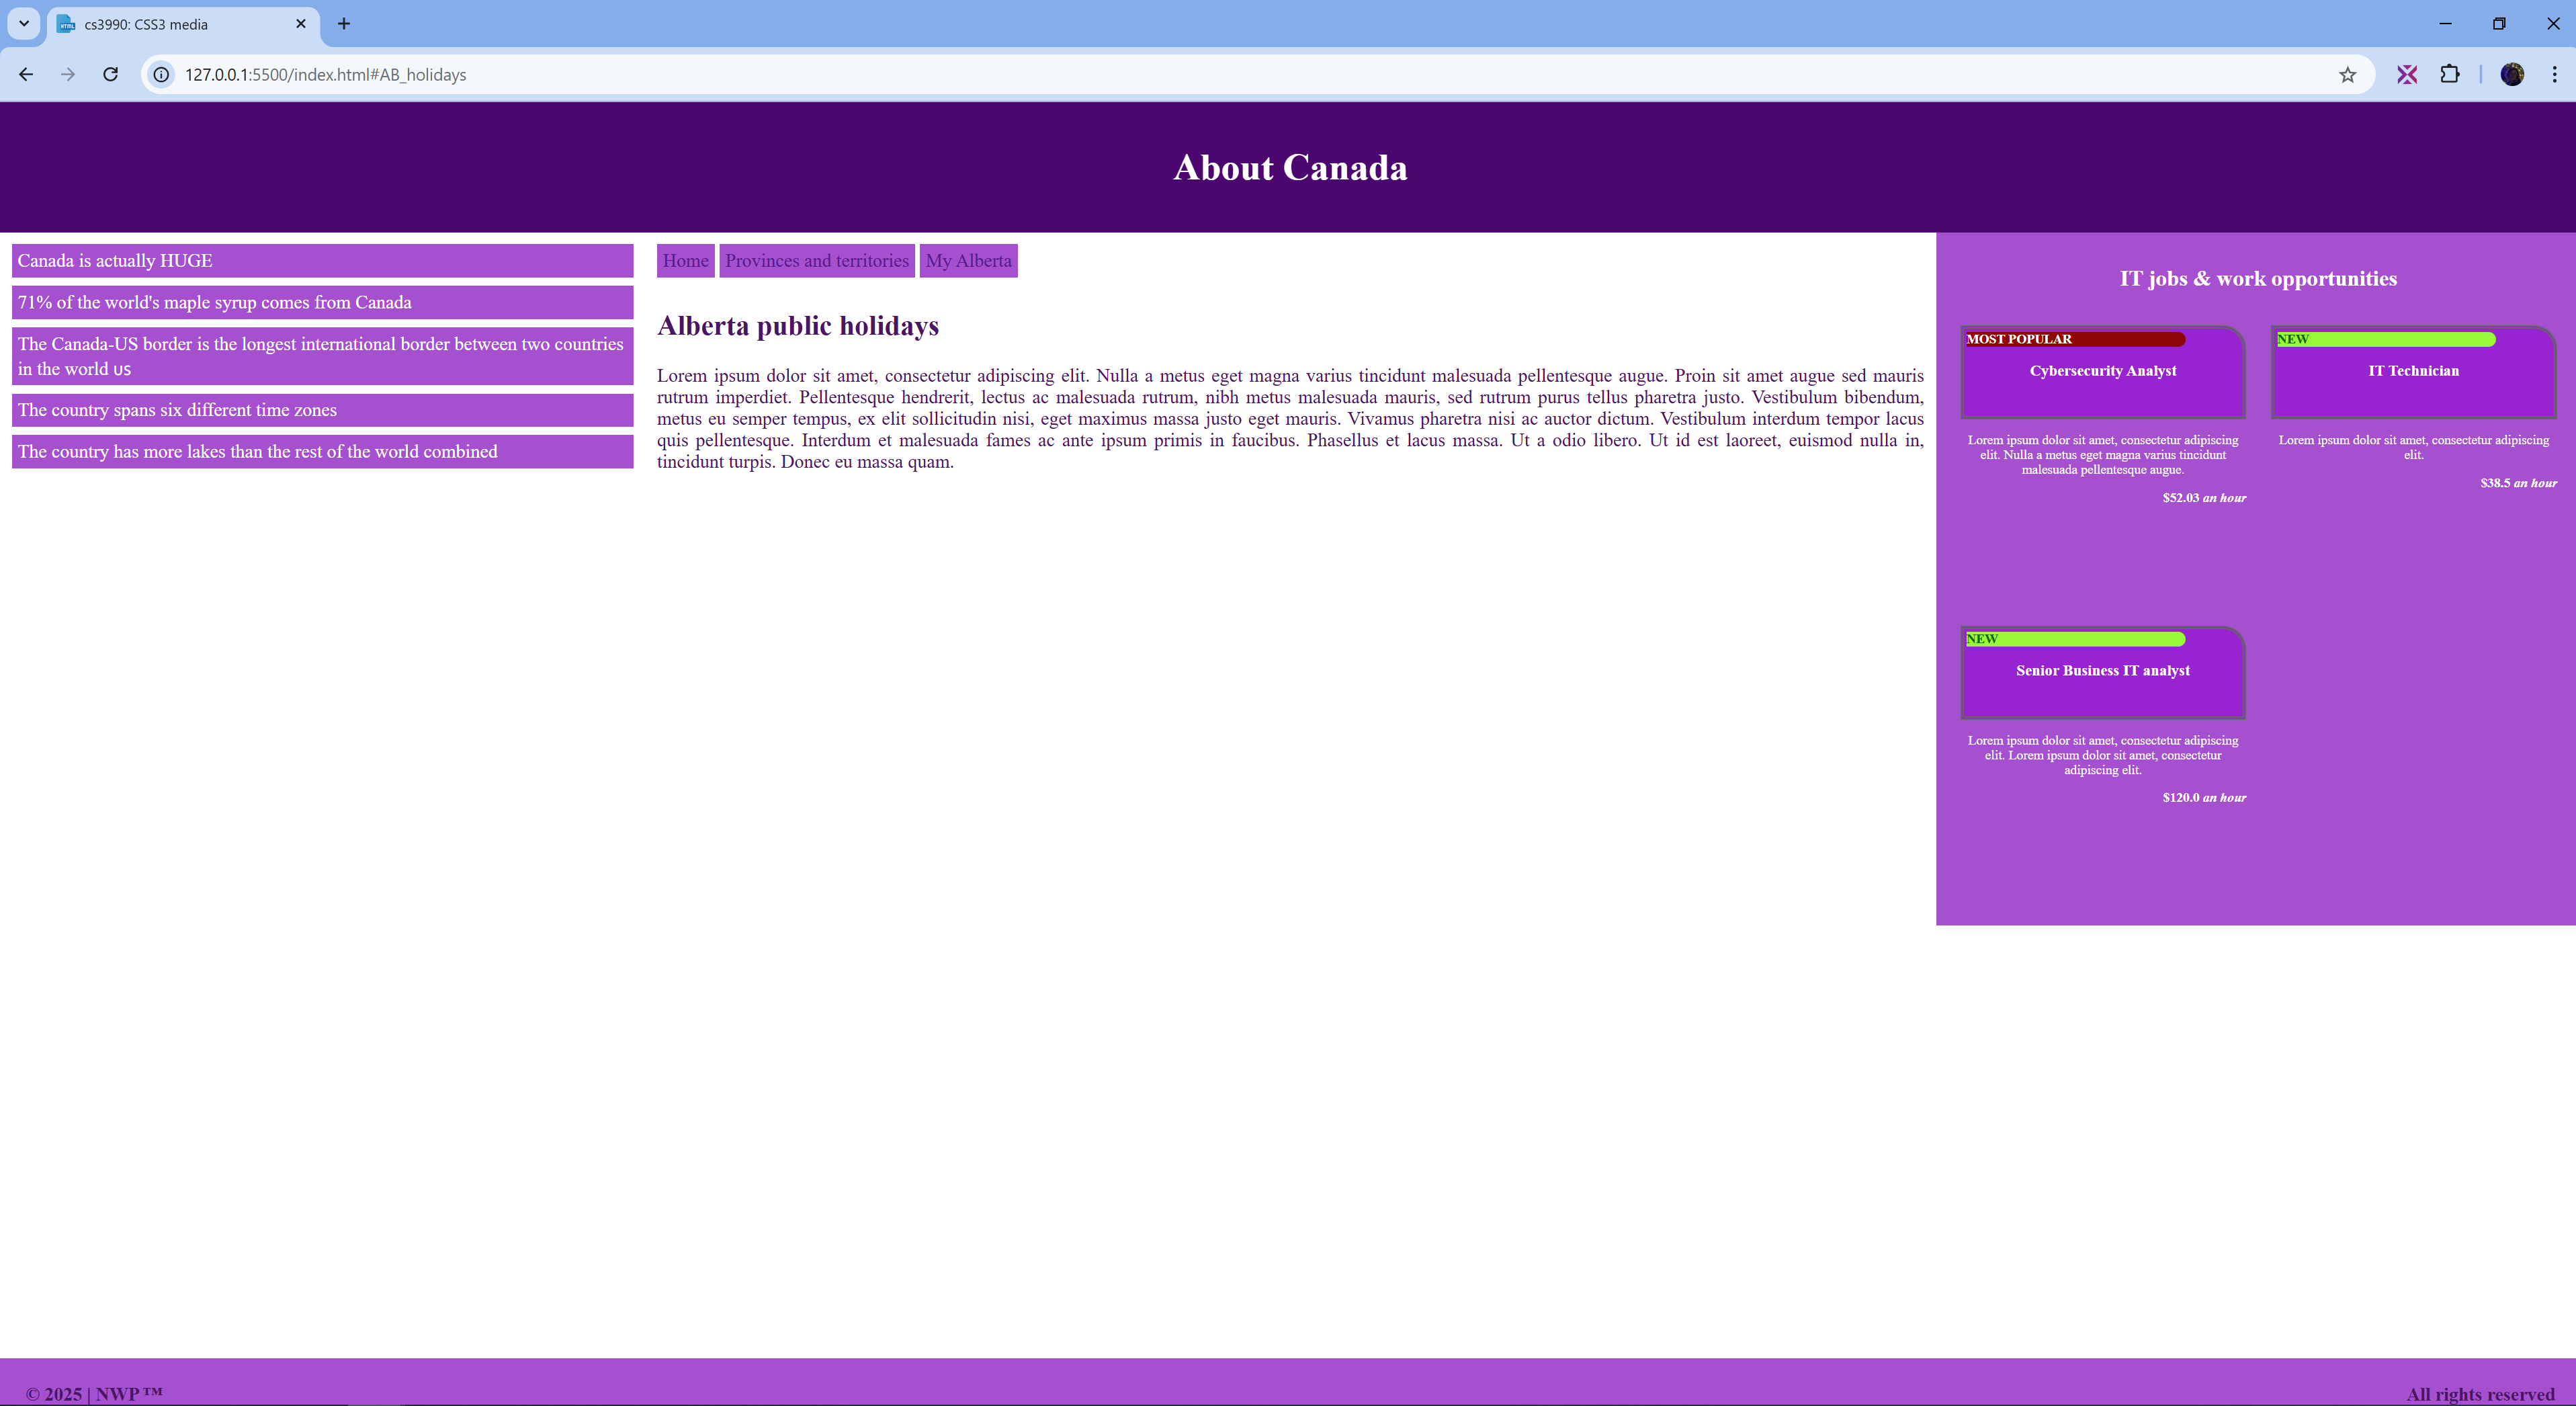 cs3990: CSS3 media
127.0.0.1:5500/index.html#AB_holidays
About Canada
Canada is actually HUGE
71% of the world's maple syrup comes from Canada
The Canada-US border is the longest international border between two countries
in the world us
The country spans six different time zones
The country has more lakes than the rest of the world combined
Home Provinces and territories My Alberta
Alberta public holidays
Lorem ipsum dolor sit amet, consectetur adipiscing elit. Nulla a metus eget magna varius tincidunt malesuada pellentesque augue. Proin sit amet augue sed mauris
rutrum imperdiet. Pellentesque hendrerit, lectus ac malesuada rutrum, nibh metus malesuada mauris, sed rutrum purus tellus pharetra justo. Vestibulum bibendum,
metus eu semper tempus, ex elit sollicitudin nisi, eget maximus massa justo eget mauris. Vivamus pharetra nisi ac auctor dictum. Vestibulum interdum tempor lacus
quis pellentesque. Interdum et malesuada fames ac ante ipsum primis in faucibus. Phasellus et lacus massa. Ut a odio libero. Ut id est laoreet, euismod nulla in,
tincidunt turpis. Donec eu massa quam.
IT jobs & work opportunities
MOST POPULAR
Cybersecurity Analyst
Lorem ipsum dolor sit amet, consectetur adipiscing
elit. Nulla a metus eget magna varius tincidunt
malesuada pellentesque augue.
$52.03 an hour
NEW
IT Technician
Lorem ipsum dolor sit amet, consectetur adipiscing
elit.
$38.5 an hour
NEW
Senior Business IT analyst
Lorem ipsum dolor sit amet, consectetur adipiscing
elit. Lorem ipsum dolor sit amet, consectetur
adipiscing elit.
$120.0 an hour
© 2025 | NWP™
All rights reserved